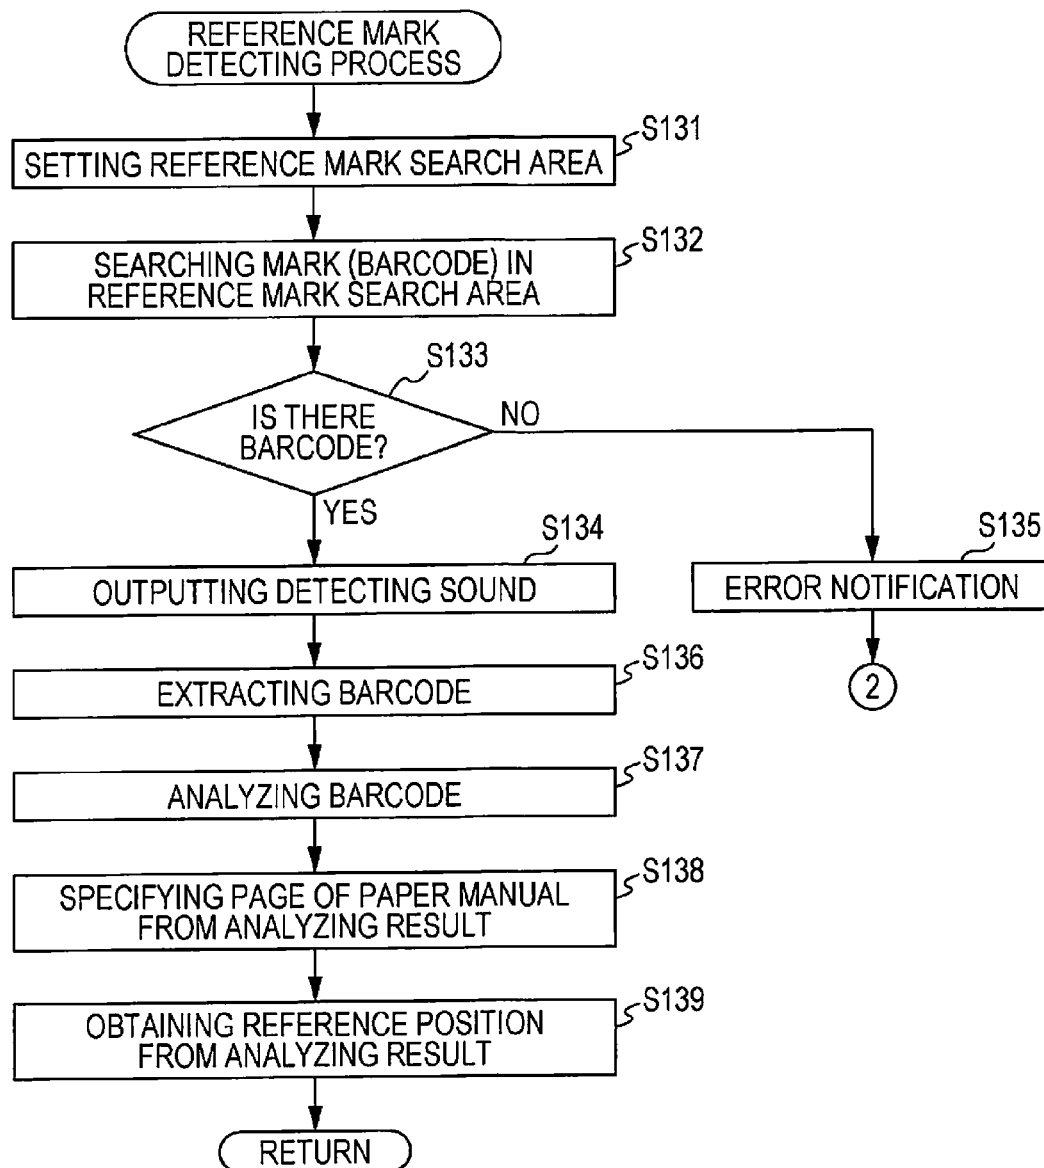 REFERENCE MARK
DETECTING PROCESS
S131
SETTING REFERENCE MARK SEARCH AREA
S132
SEARCHING MARK (BARCODE) IN
REFERENCE MARK SEARCH AREA
S133
IS THERE
BARCODE?
NO
YES
S134
OUTPUTTING DETECTING SOUND
S135
ERROR NOTIFICATION
2
S136
EXTRACTING BARCODE
S137
ANALYZING BARCODE
S138
SPECIFYING PAGE OF PAPER MANUAL
FROM ANALYZING RESULT
S139
OBTAINING REFERENCE POSITION
FROM ANALYZING RESULT
RETURN